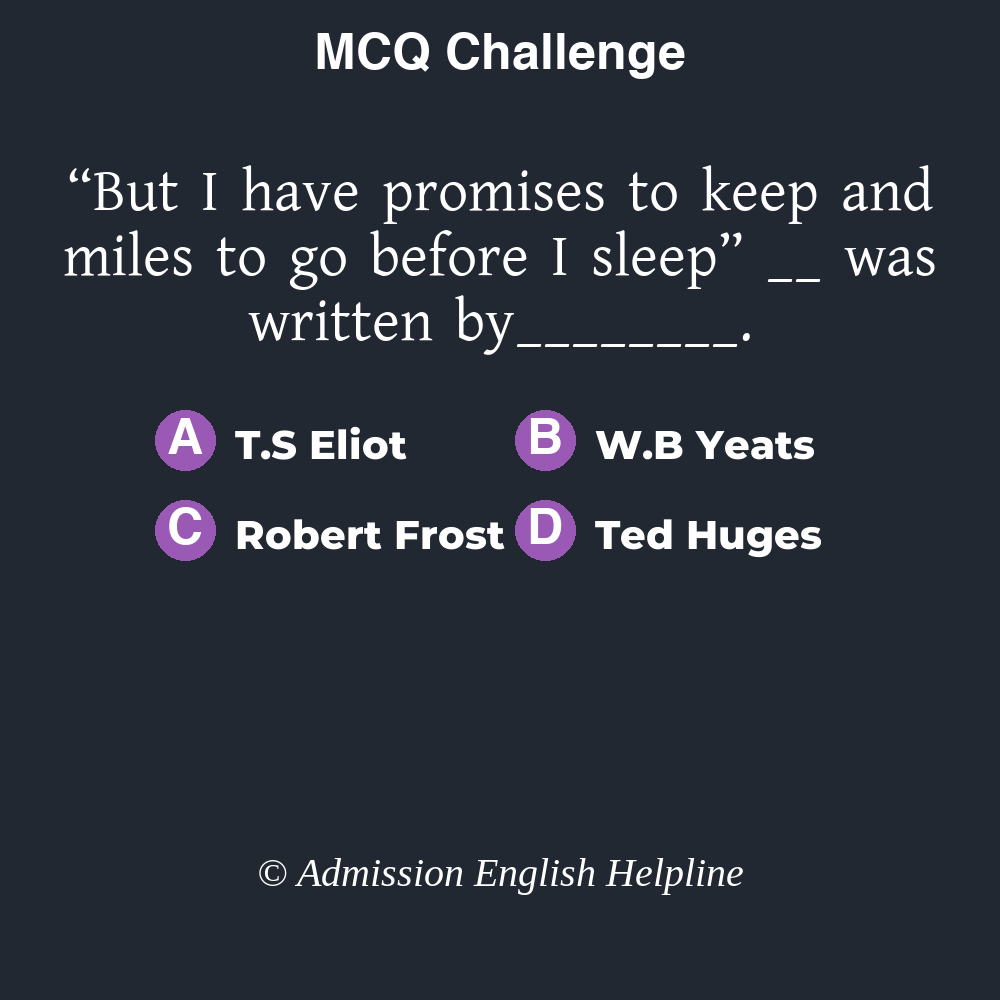 MCQ Challenge
“But I have promises to keep and
miles to go before I sleep” __ was
written by________.
A T.S Eliot B W.B Yeats
C Robert Frost D Ted Huges
© Admission English Helpline